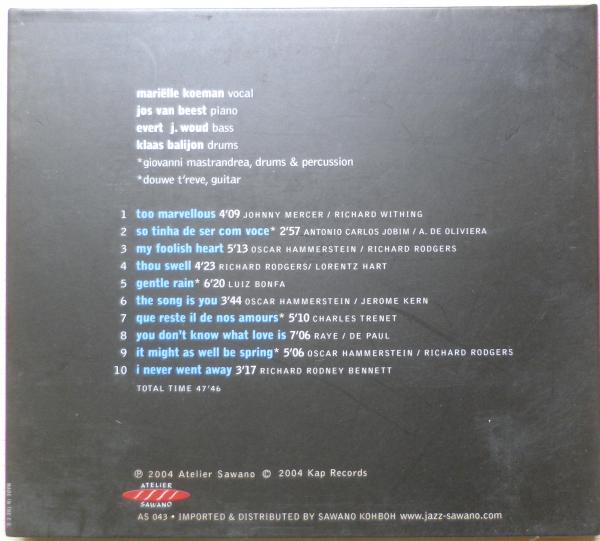 mariëlle koeman vocal
jos van beest piano
evert j. woud bass
klaas balijon drums
*giovanni mastrandrea, drums & percussion
*douwe t'reve, guitar
1 too marvellous 4'09 JOHNNY MERCER / RICHARD WITHING
2 so tinha de ser com voce* 2'57 ANTONIO CARLOS JOBIM / A. DE OLIVIERA
3 my foolish heart 5'13 OSCAR HAMMERSTEIN / RICHARD RODGERS
4 thou swell 4'23 RICHARD RODGERS/ LORENTZ HART
5 gentle rain* 6'20 LUIZ BONFA
6 the song is you 3'44 OSCAR HAMMERSTEIN / JEROME KERN
7 que reste il de nos amours* 5'10 CHARLES TRENET
8 you don't know what love is 7'06 RAYE / DE PAUL
9 it might as well be spring* 5'06 OSCAR HAMMERSTEIN / RICHARD RODGERS
10 i never went away 3'17 RICHARD RODNEY BENNETT
TOTAL TIME 47'46
℗ 2004 Atelier Sawano © 2004 Kap Records
ATELIER
SAWANO
AS 043 • IMPORTED & DISTRIBUTED BY SAWANO KOHBOH www.jazz-sawano.com
MADE IN THE